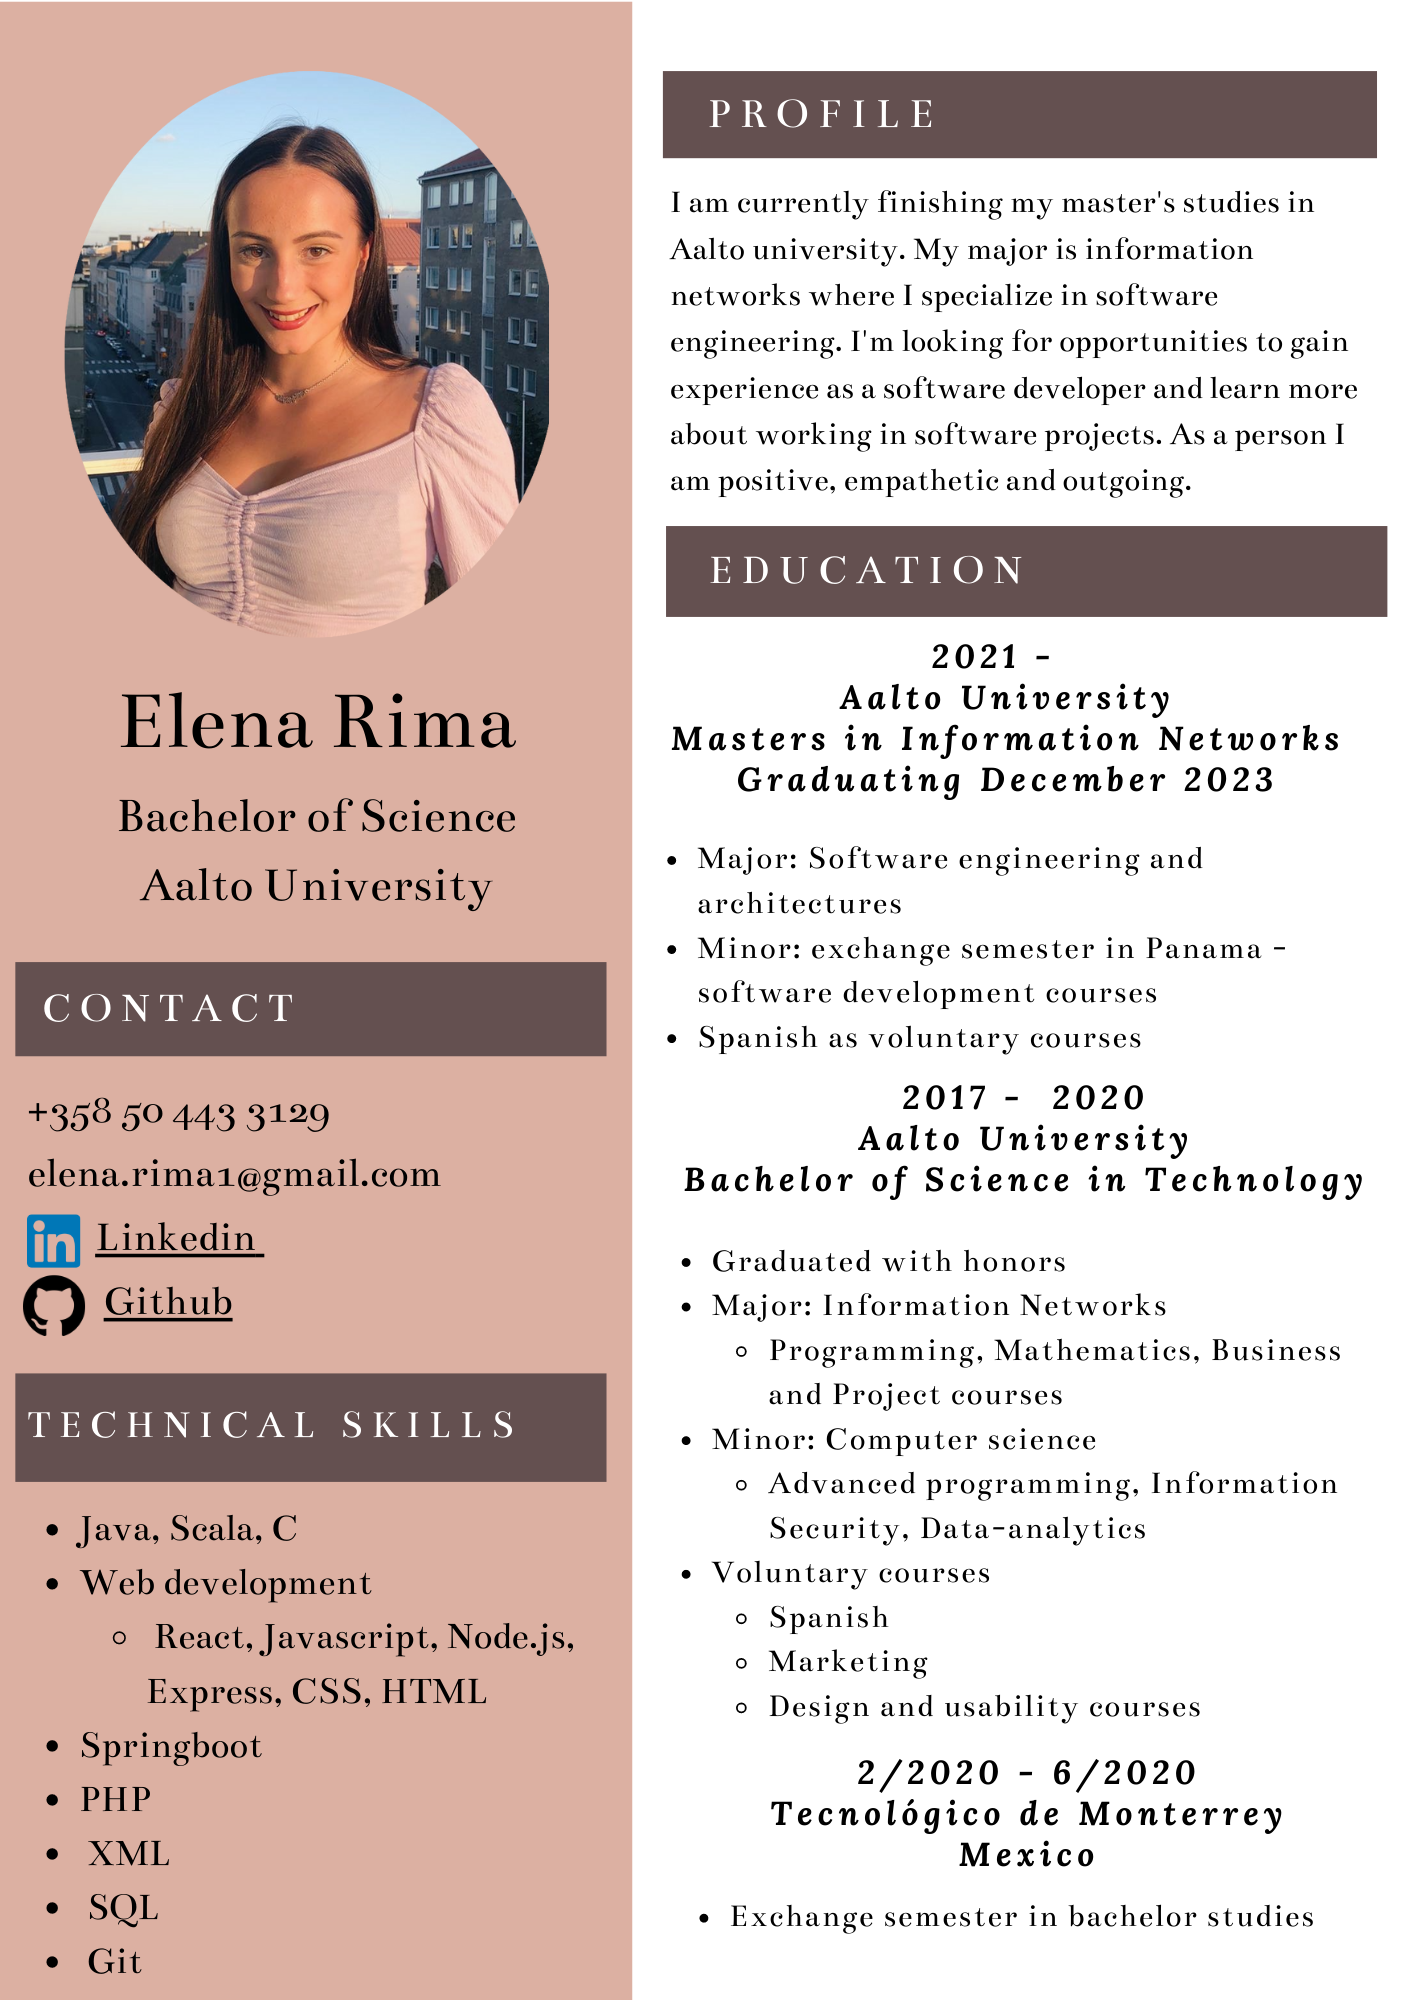 Elena Rima
Bachelor of Science
Aalto University
CONTACT
+358 50 443 3129
elena.rima1@gmail.com
Linkedin
Github
TECHNICAL SKILLS
• Java, Scala, C
• Web development
◦ React, Javascript, Node.js,
Express, CSS, HTML
• Springboot
• PHP
• XML
• SQL
• Git
PROFILE
I am currently finishing my master's studies in
Aalto university. My major is information
networks where I specialize in software
engineering. I'm looking for opportunities to gain
experience as a software developer and learn more
about working in software projects. As a person I
am positive, empathetic and outgoing.
EDUCATION
2021 -
Aalto University
Masters in Information Networks
Graduating December 2023
• Major: Software engineering and
architectures
• Minor: exchange semester in Panama -
software development courses
• Spanish as voluntary courses
2017 - 2020
Aalto University
Bachelor of Science in Technology
• Graduated with honors
• Major: Information Networks
◦ Programming, Mathematics, Business
and Project courses
• Minor: Computer science
◦ Advanced programming, Information
Security, Data-analytics
• Voluntary courses
◦ Spanish
◦ Marketing
◦ Design and usability courses
2/2020 - 6/2020
Tecnológico de Monterrey
Mexico
• Exchange semester in bachelor studies